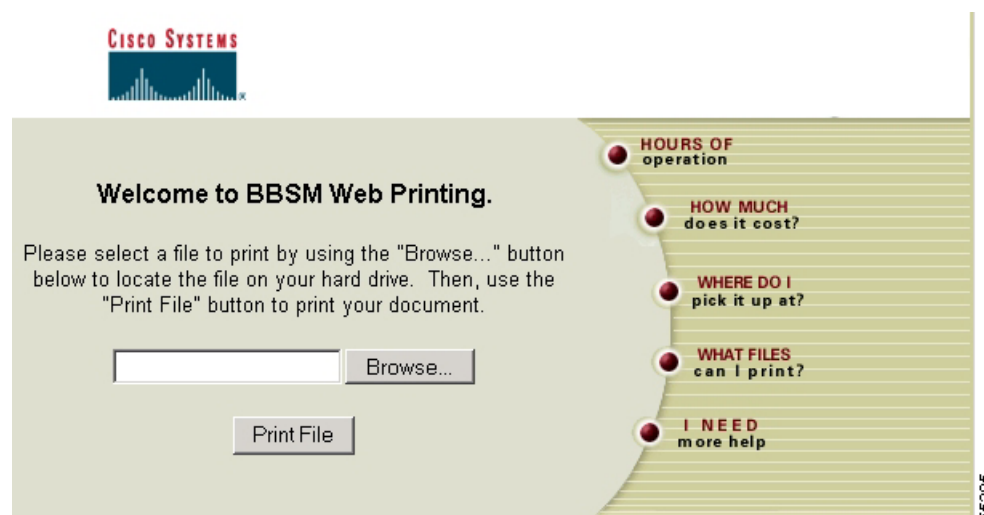 CISCO SYSTEMS
®
Welcome to BBSM Web Printing.
Please select a file to print by using the "Browse..." button
below to locate the file on your hard drive. Then, use the
"Print File" button to print your document.
Browse...
Print File
HOURS OF
operation
HOW MUCH
does it cost?
WHERE DO I
pick it up at?
WHAT FILES
can I print?
I NEED
more help